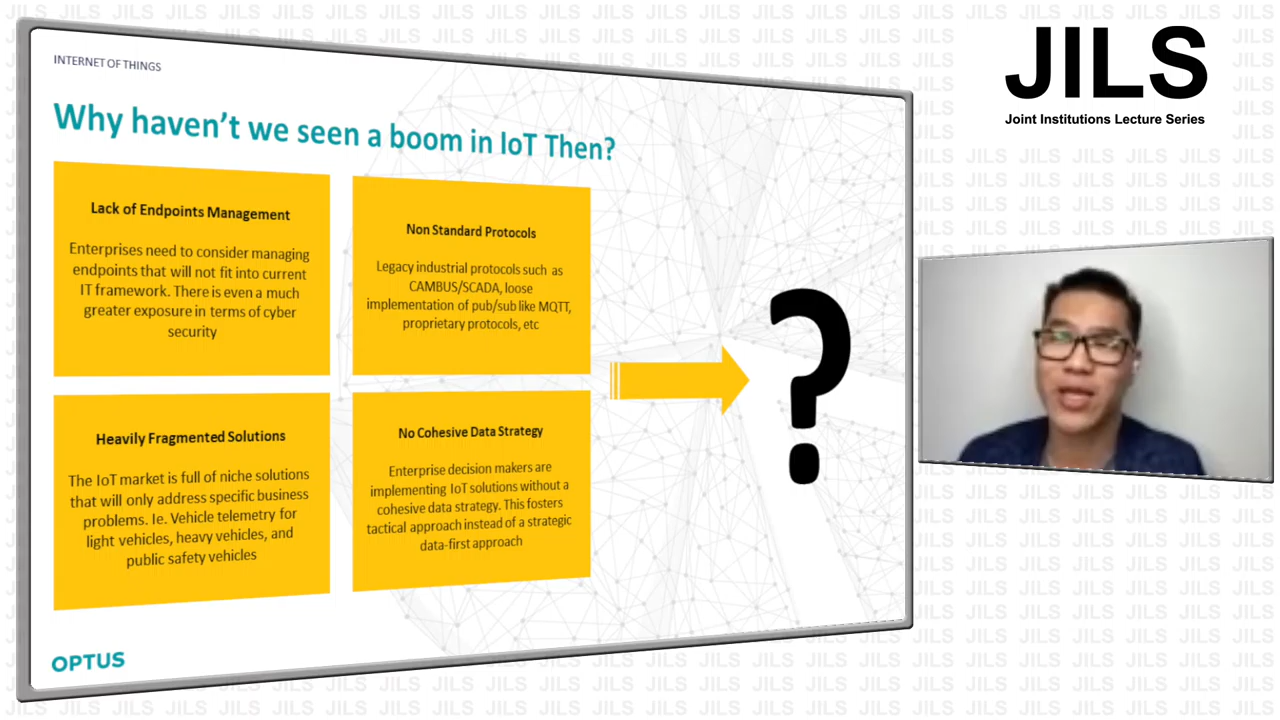 INTERNET OF THINGS
Why haven't we seen a boom in IoT Then?
Lack of Endpoints Management
Enterprises need to consider managing
endpoints that will not fit into current
IT framework. There is even a much
greater exposure in terms of cyber
security
Non Standard Protocols
Legacy industrial protocols such as
CAMBUS/SCADA, loose
implementation of pub/sub like MQTT,
proprietary protocols, etc
Heavily Fragmented Solutions
The IoT market is full of niche solutions
that will only address specific business
problems. Ie. Vehicle telemetry for
light vehicles, heavy vehicles, and
public safety vehicles
No Cohesive Data Strategy
Enterprise decision makers are
implementing IoT solutions without a
cohesive data strategy. This fosters
tactical approach instead of a strategic
data-first approach
?
OPTUS
JILS
Joint Institutions Lecture Series